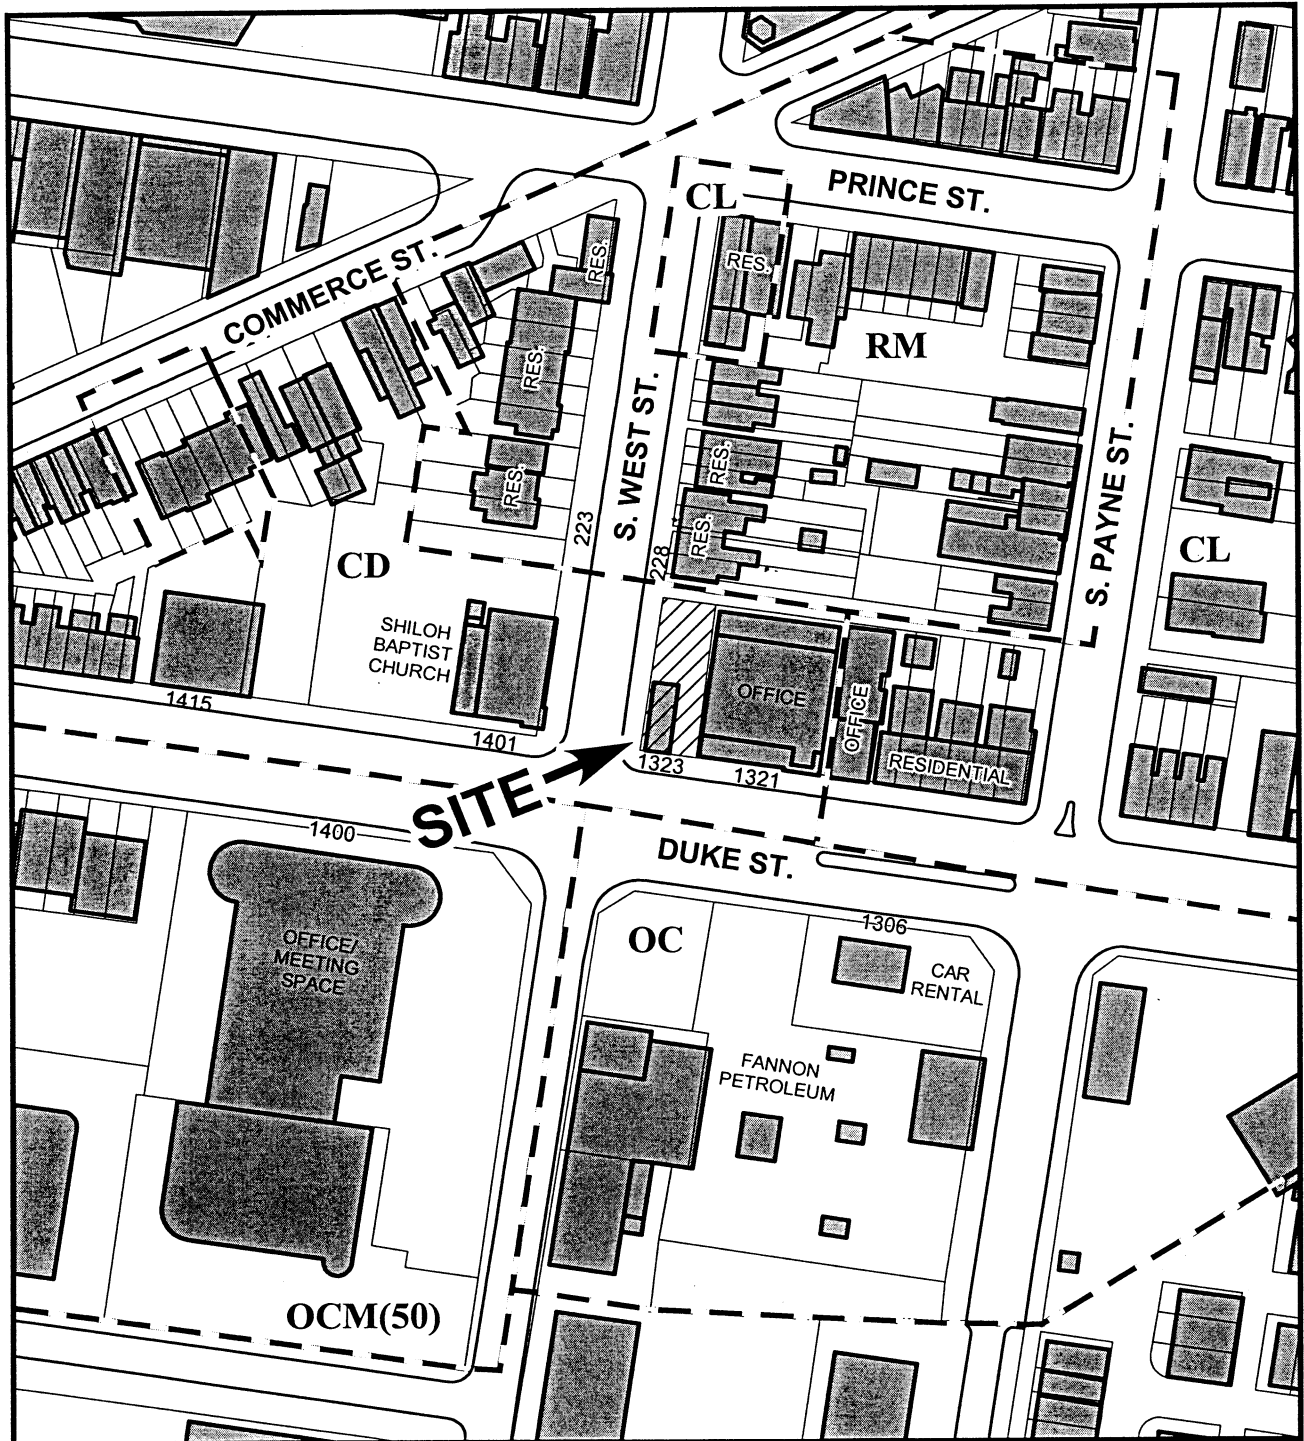 PRINCE ST.
CL
RES.
RES.
COMMERCE ST.
RM
RES.
S. WEST ST.
RES.
RES.
S. PAYNE ST.
223
RES.
CL
CD
228
SHILOH
BAPTIST
CHURCH
1415
OFFICE
OFFICE
1401
1323
1321
RESIDENTIAL
SITE
1400
DUKE ST.
1306
OC
OFFICE/
MEETING
SPACE
CAR
RENTAL
FANNON
PETROLEUM
OCM(50)